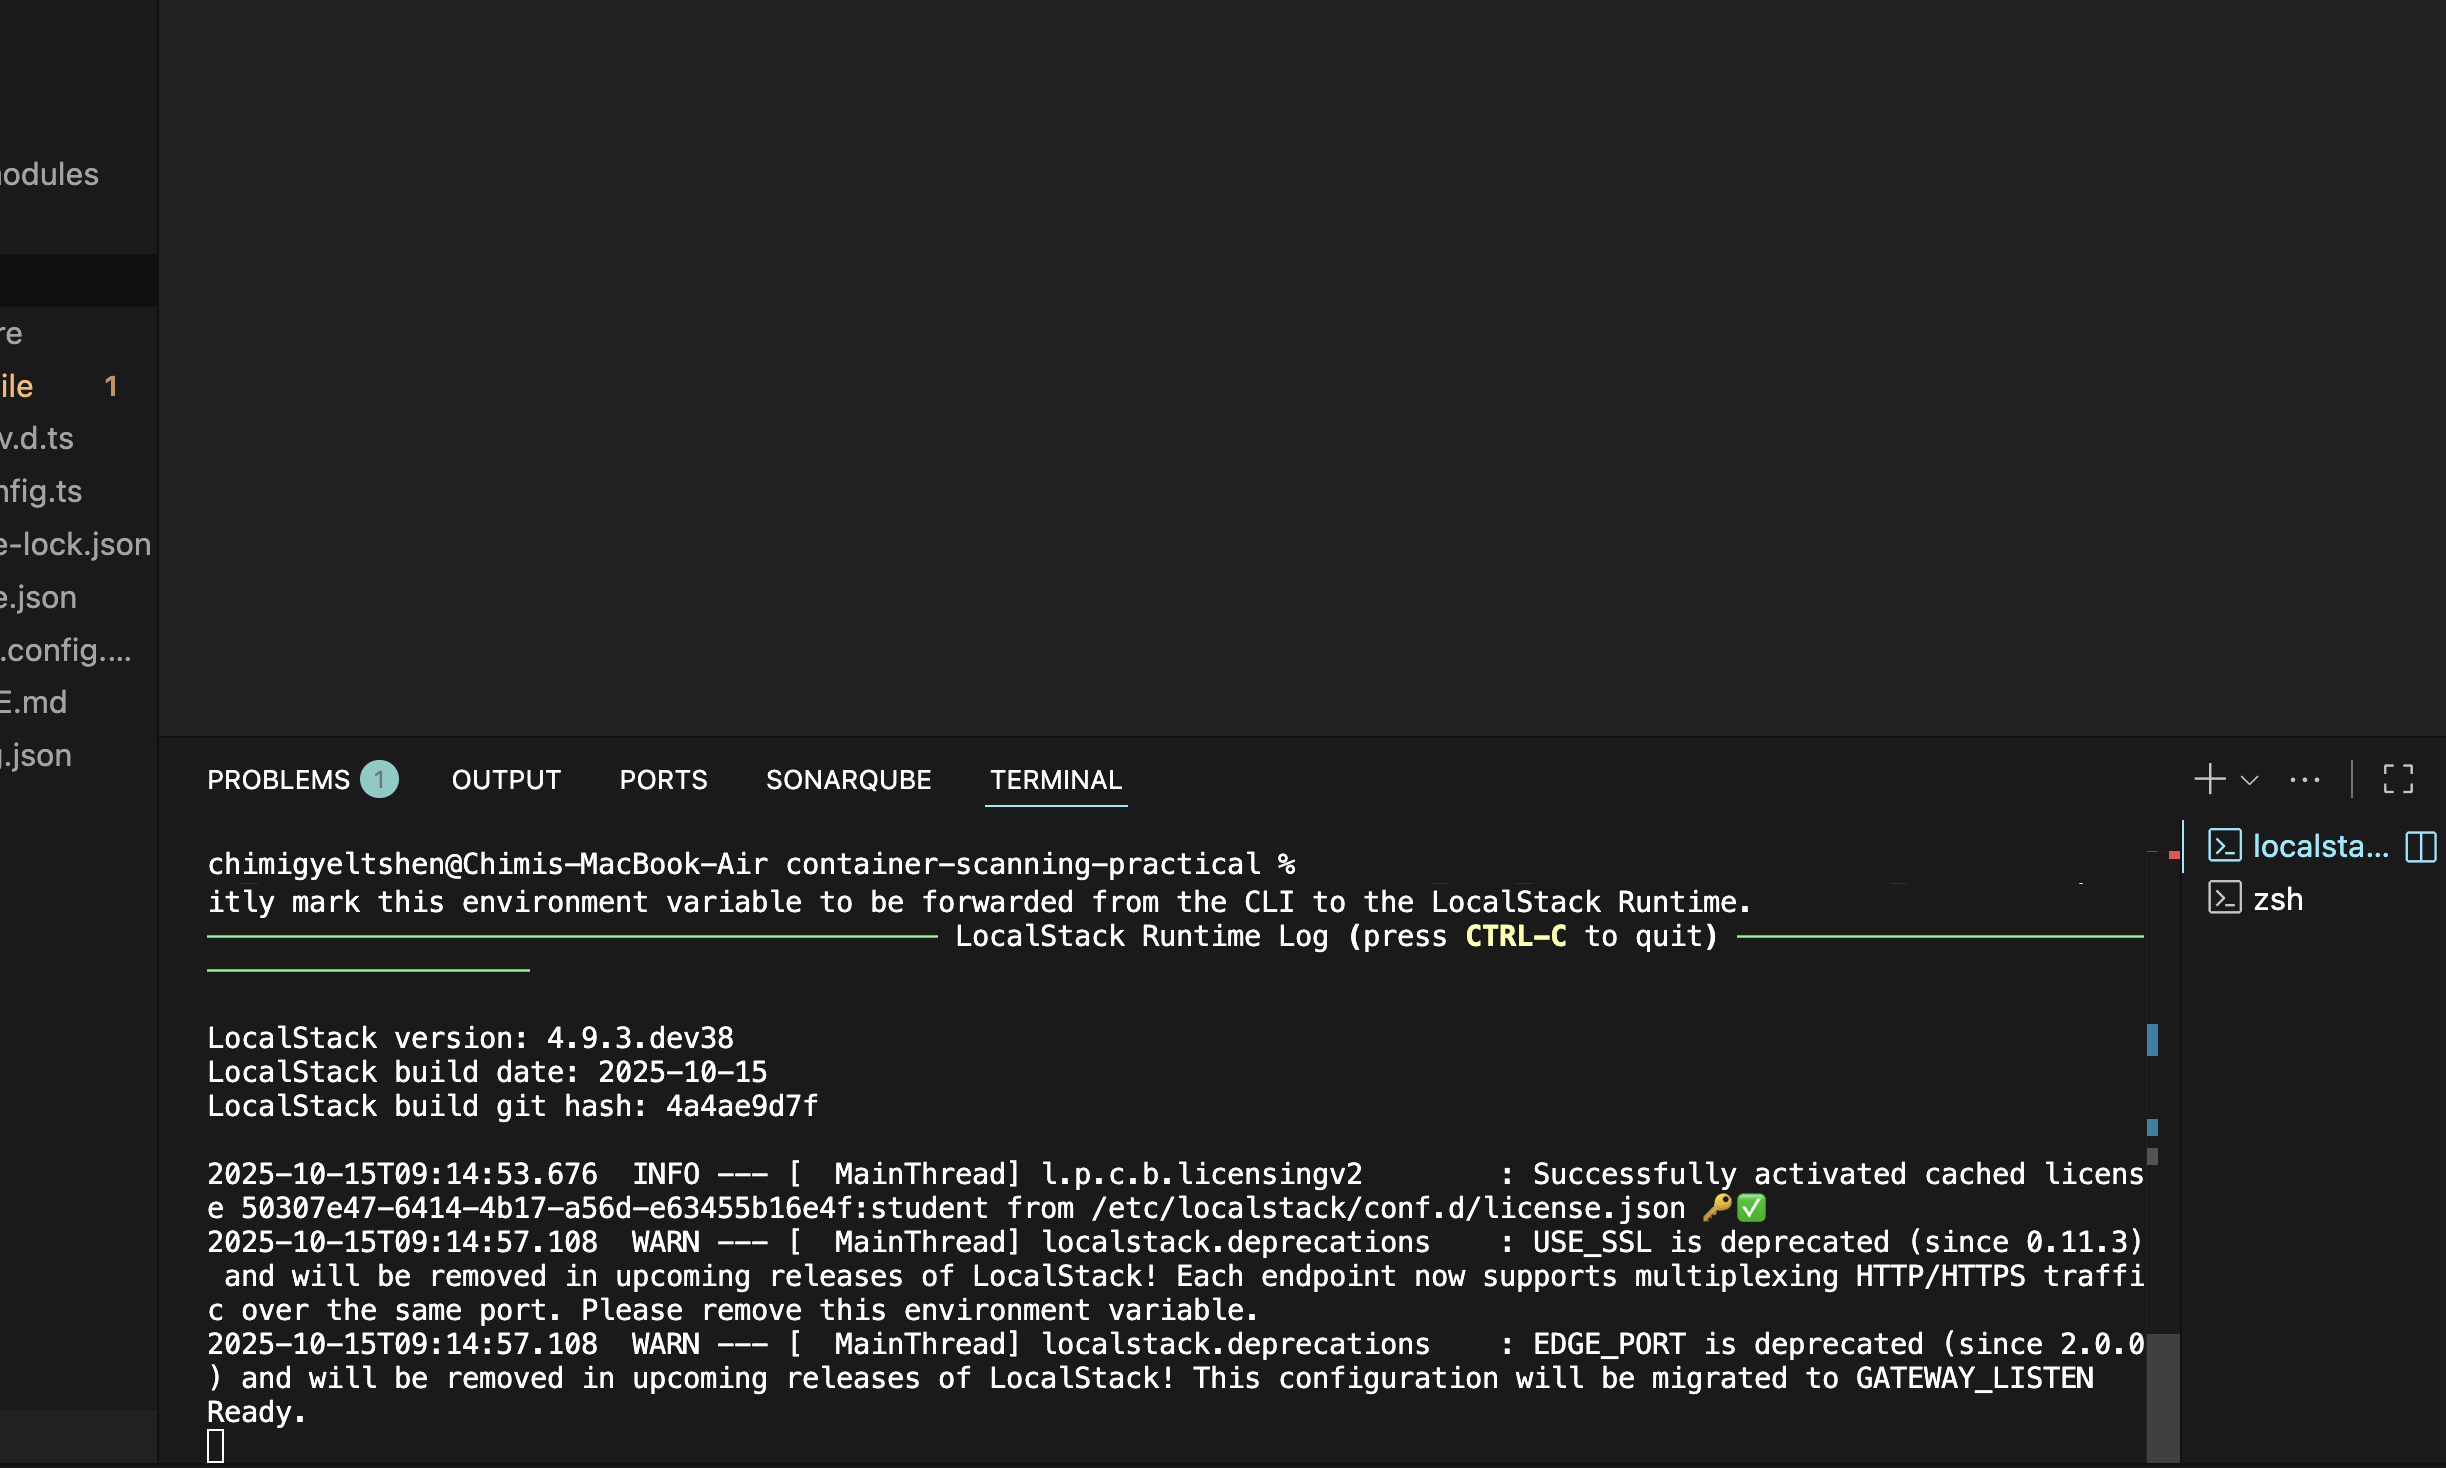 odules
re
ile 1
v.d.ts
nfig.ts
e-lock.json
e.json
.config....
E.md
g.json
PROBLEMS 1 OUTPUT PORTS SONARQUBE TERMINAL
localsta...
zsh
chimigyeltshen@Chimis-MacBook-Air container-scanning-practical %
itly mark this environment variable to be forwarded from the CLI to the LocalStack Runtime.
LocalStack Runtime Log (press CTRL-C to quit)
LocalStack version: 4.9.3.dev38
LocalStack build date: 2025-10-15
LocalStack build git hash: 4a4ae9d7f
2025-10-15T09:14:53.676  INFO --- [  MainThread] l.p.c.b.licensingv2        : Successfully activated cached licens
e 50307e47-6414-4b17-a56d-e63455b16e4f:student from /etc/localstack/conf.d/license.json 🔑✅
2025-10-15T09:14:57.108  WARN --- [  MainThread] localstack.deprecations    : USE_SSL is deprecated (since 0.11.3)
 and will be removed in upcoming releases of LocalStack! Each endpoint now supports multiplexing HTTP/HTTPS traffi
c over the same port. Please remove this environment variable.
2025-10-15T09:14:57.108  WARN --- [  MainThread] localstack.deprecations    : EDGE_PORT is deprecated (since 2.0.0
) and will be removed in upcoming releases of LocalStack! This configuration will be migrated to GATEWAY_LISTEN
Ready.